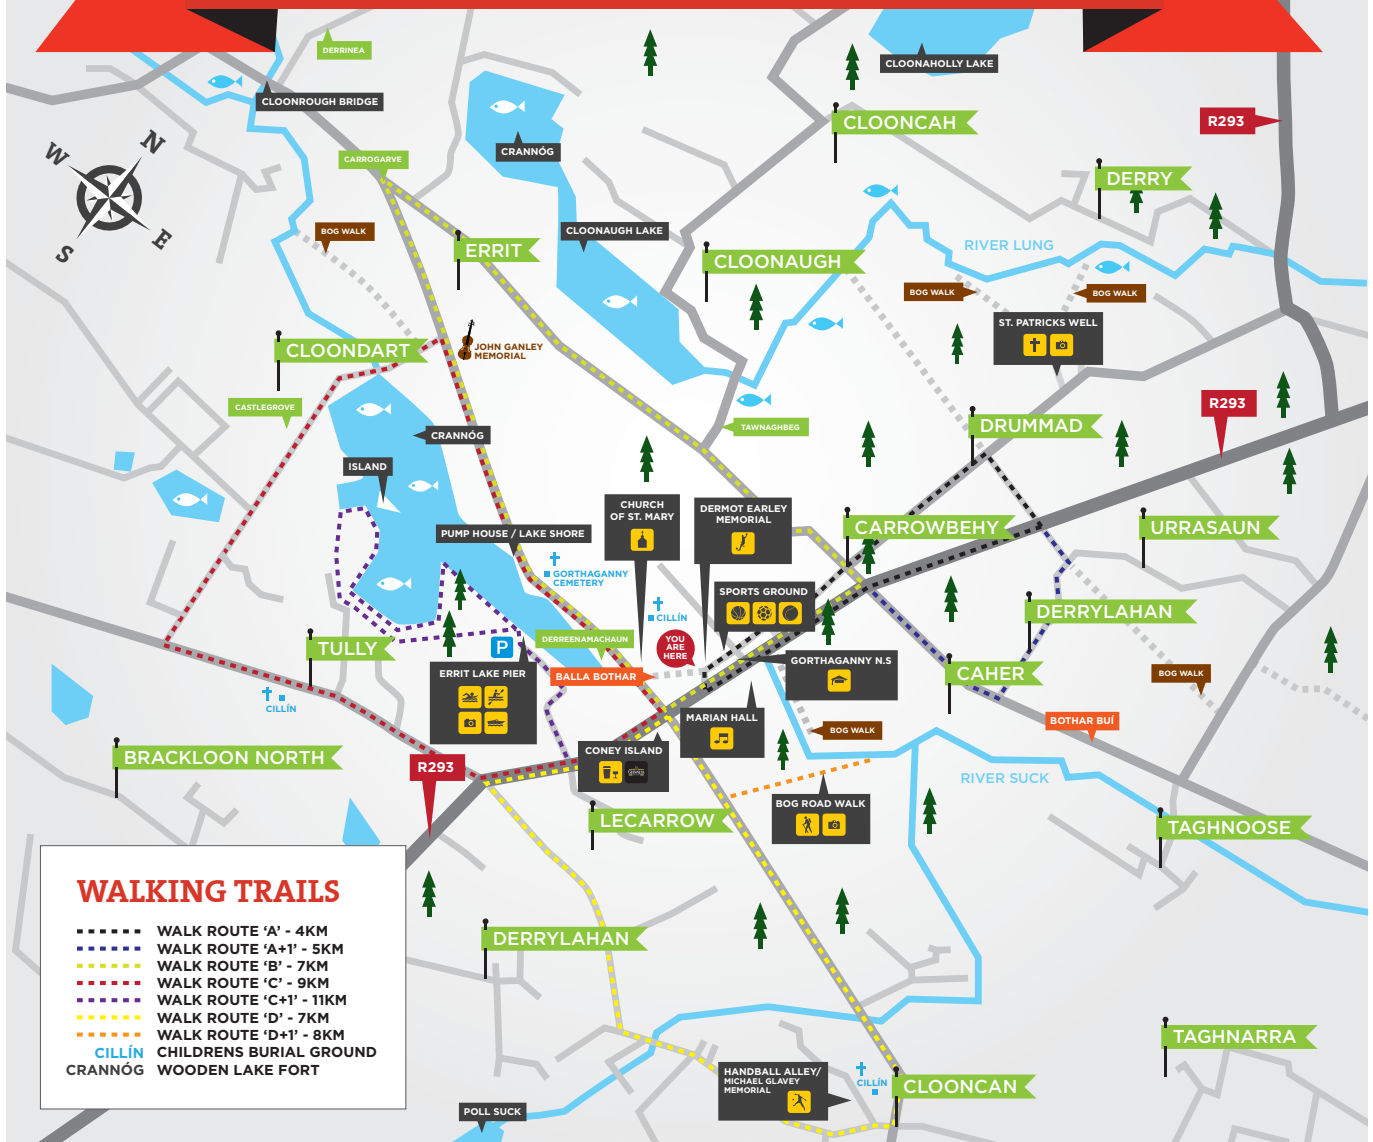 DERRINEA
CLOONAHOLLY LAKE
CLOONROUGH BRIDGE
CLOONCAH
R293
N
W
E
S
CRANNÓG
CARROGARVE
DERRY
BOG WALK
CLOONAUGH LAKE
ERRIT
CLOONAUGH
RIVER LUNG
BOG WALK
BOG WALK
ST. PATRICKS WELL
JOHN GANLEY
MEMORIAL
CLOONDART
CASTLEGROVE
R293
TAWNAGHBEG
DRUMMAD
CRANNÓG
ISLAND
CHURCH
OF ST. MARY
DERMOT EARLEY
MEMORIAL
CARROWBEHY
URRASAUN
PUMP HOUSE / LAKE SHORE
GORTHAGANNY
CEMETERY
SPORTS GROUND
CILLÍN
DERRYLAHAN
YOU
ARE
HERE
DERREENAMACHAUN
TULLY
P
GORTHAGANNY N.S
ERRIT LAKE PIER
BALLA BOTHAR
CAHER
BOG WALK
CILLÍN
MARIAN HALL
BOTHAR BUÍ
BOG WALK
CONEY ISLAND
BRACKLOON NORTH
R293
RIVER SUCK
BOG ROAD WALK
LECARROW
TAGHNOOSE
WALKING TRAILS
WALK ROUTE ‘A’ - 4KM
WALK ROUTE ‘A+1’ - 5KM
WALK ROUTE ‘B’ - 7KM
WALK ROUTE ‘C’ - 9KM
WALK ROUTE ‘C+1’ - 11KM
WALK ROUTE ‘D’ - 7KM
WALK ROUTE ‘D+1’ - 8KM
CILLÍN CHILDRENS BURIAL GROUND
CRANNÓG WOODEN LAKE FORT
DERRYLAHAN
TAGHNARRA
HANDBALL ALLEY/
MICHAEL GLAVEY
MEMORIAL
CILLÍN
CLOONCAN
POLL SUCK